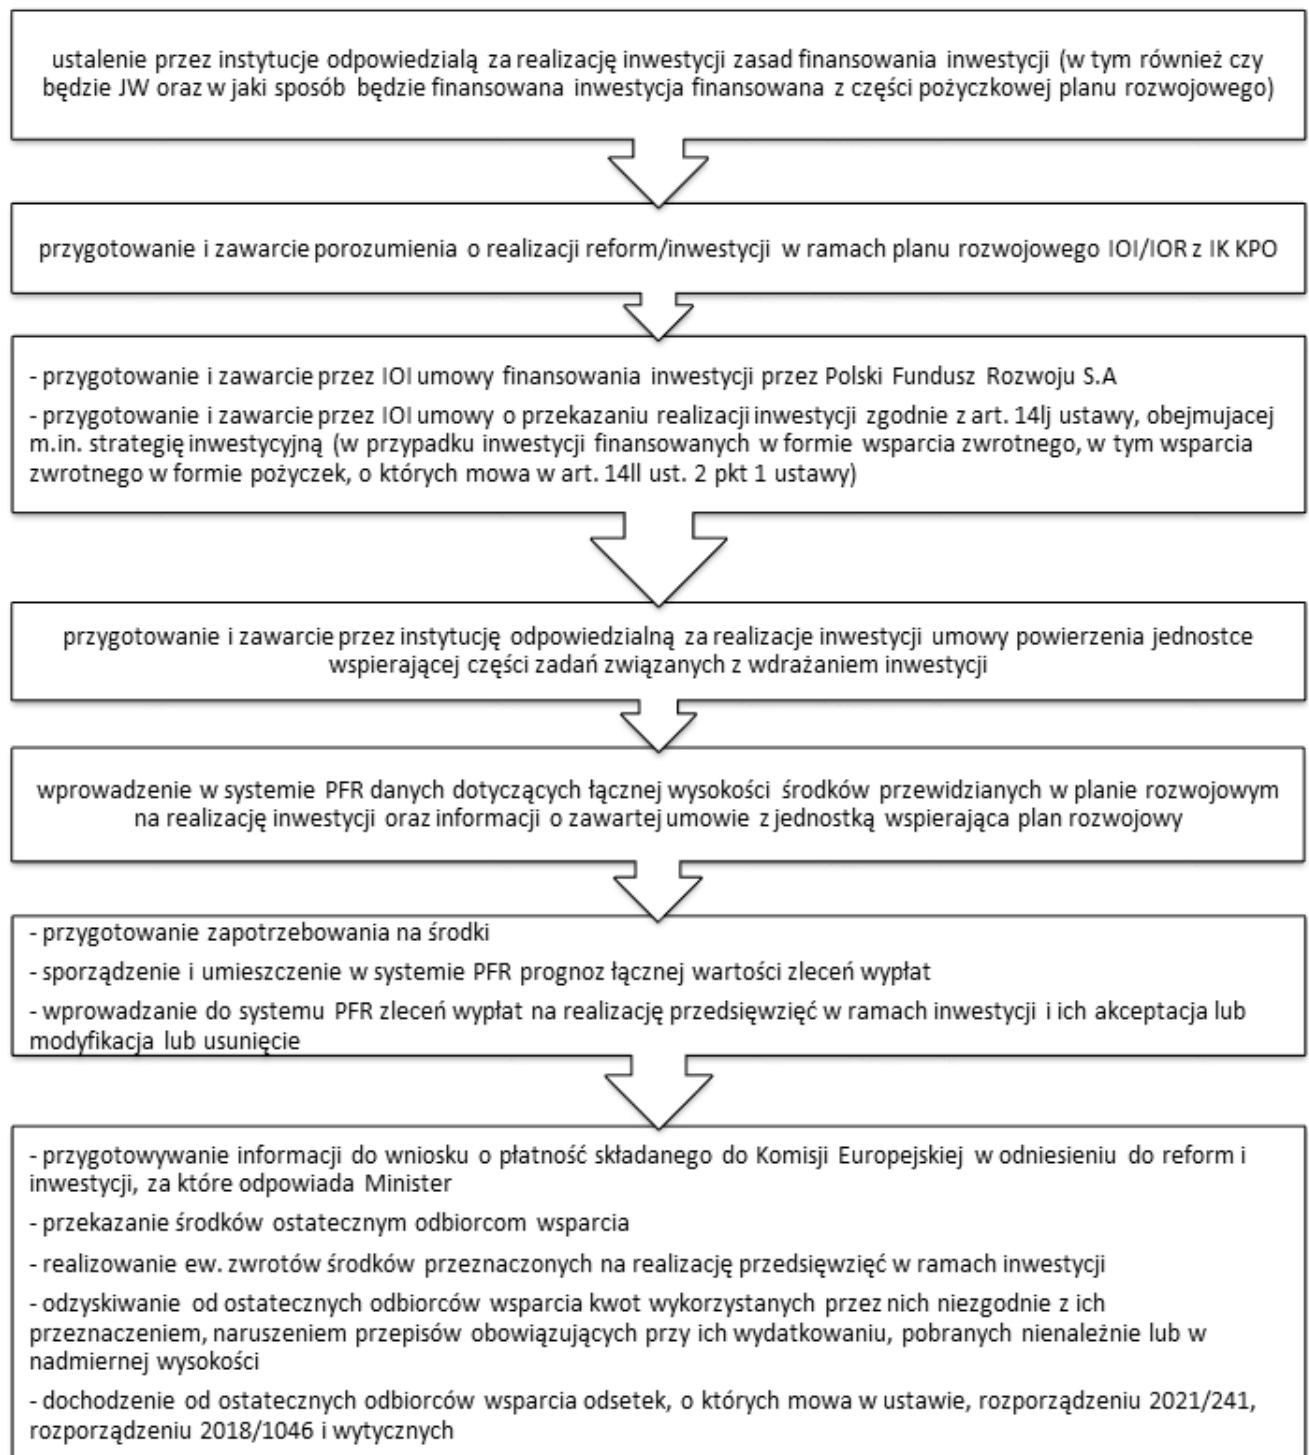 ustalenie przez instytucje odpowiedzialą za realizację inwestycji zasad finansowania inwestycji (w tym również czy
będzie JW oraz w jaki sposób będzie finansowana inwestycja finansowana z części pożyczkowej planu rozwojowego)
przygotowanie i zawarcie porozumienia o realizacji reform/inwestycji w ramach planu rozwojowego IOI/IOR z IK KPO
- przygotowanie i zawarcie przez IOI umowy finansowania inwestycji przez Polski Fundusz Rozwoju S.A
- przygotowanie i zawarcie przez IOI umowy o przekazaniu realizacji inwestycji zgodnie z art. 14lj ustawy, obejmujacej
m.in. strategię inwestycyjną (w przypadku inwestycji finansowanych w formie wsparcia zwrotnego, w tym wsparcia
zwrotnego w formie pożyczek, o których mowa w art. 14ll ust. 2 pkt 1 ustawy)
przygotowanie i zawarcie przez instytucję odpowiedzialną za realizacje inwestycji umowy powierzenia jednostce
wspierającej części zadań związanych z wdrażaniem inwestycji
wprowadzenie w systemie PFR danych dotyczących łącznej wysokości środków przewidzianych w planie rozwojowym
na realizację inwestycji oraz informacji o zawartej umowie z jednostką wspierająca plan rozwojowy
- przygotowanie zapotrzebowania na środki
- sporządzenie i umieszczenie w systemie PFR prognoz łącznej wartości zleceń wypłat
- wprowadzanie do systemu PFR zleceń wypłat na realizację przedsięwzięć w ramach inwestycji i ich akceptacja lub
modyfikacja lub usunięcie
- przygotowywanie informacji do wniosku o płatność składanego do Komisji Europejskiej w odniesieniu do reform i
inwestycji, za które odpowiada Minister
- przekazanie środków ostatecznym odbiorcom wsparcia
- realizowanie ew. zwrotów środków przeznaczonych na realizację przedsięwzięć w ramach inwestycji
- odzyskiwanie od ostatecznych odbiorców wsparcia kwot wykorzystanych przez nich niezgodnie z ich
przeznaczeniem, naruszeniem przepisów obowiązujących przy ich wydatkowaniu, pobranych nienależnie lub w
nadmiernej wysokości
- dochodzenie od ostatecznych odbiorców wsparcia odsetek, o których mowa w ustawie, rozporządzeniu 2021/241,
rozporządzeniu 2018/1046 i wytycznych